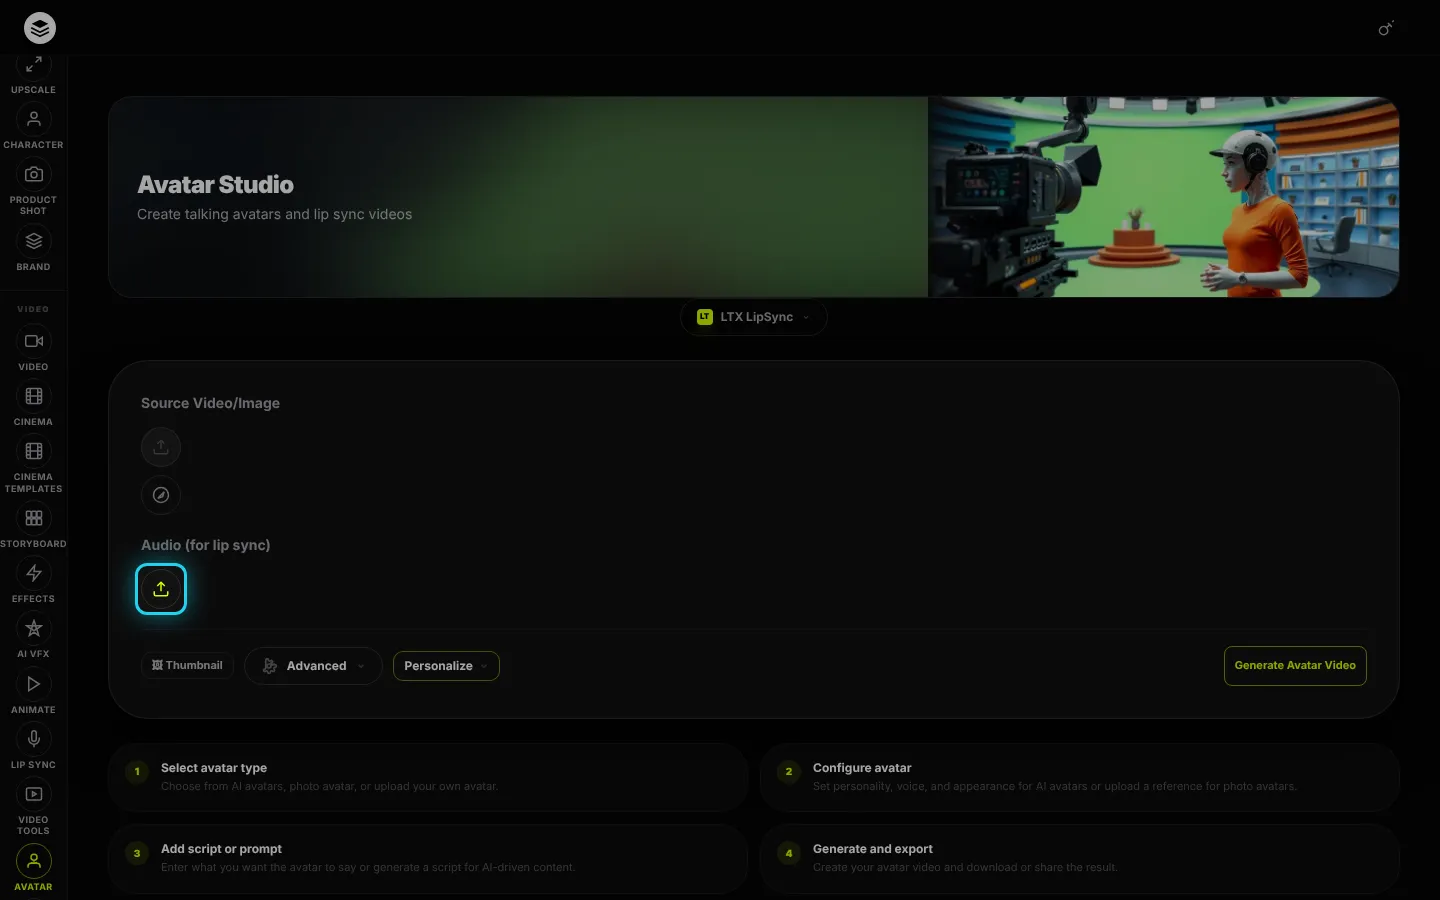 UPSCALE
CHARACTER
PRODUCT
SHOT
BRAND
VIDEO
VIDEO
CINEMA
CINEMA
TEMPLATES
STORYBOARD
EFFECTS
AI VFX
ANIMATE
LIP SYNC
VIDEO
TOOLS
AVATAR
Avatar Studio
Create talking avatars and lip sync videos
LT LTX LipSync
Source Video/Image
Audio (for lip sync)
Thumbnail
Advanced
Personalize
Generate Avatar Video
1 Select avatar type
Choose from AI avatars, photo avatar, or upload your own avatar.
2 Configure avatar
Set personality, voice, and appearance for AI avatars or upload a reference for photo avatars.
3 Add script or prompt
Enter what you want the avatar to say or generate a script for AI-driven content.
4 Generate and export
Create your avatar video and download or share the result.